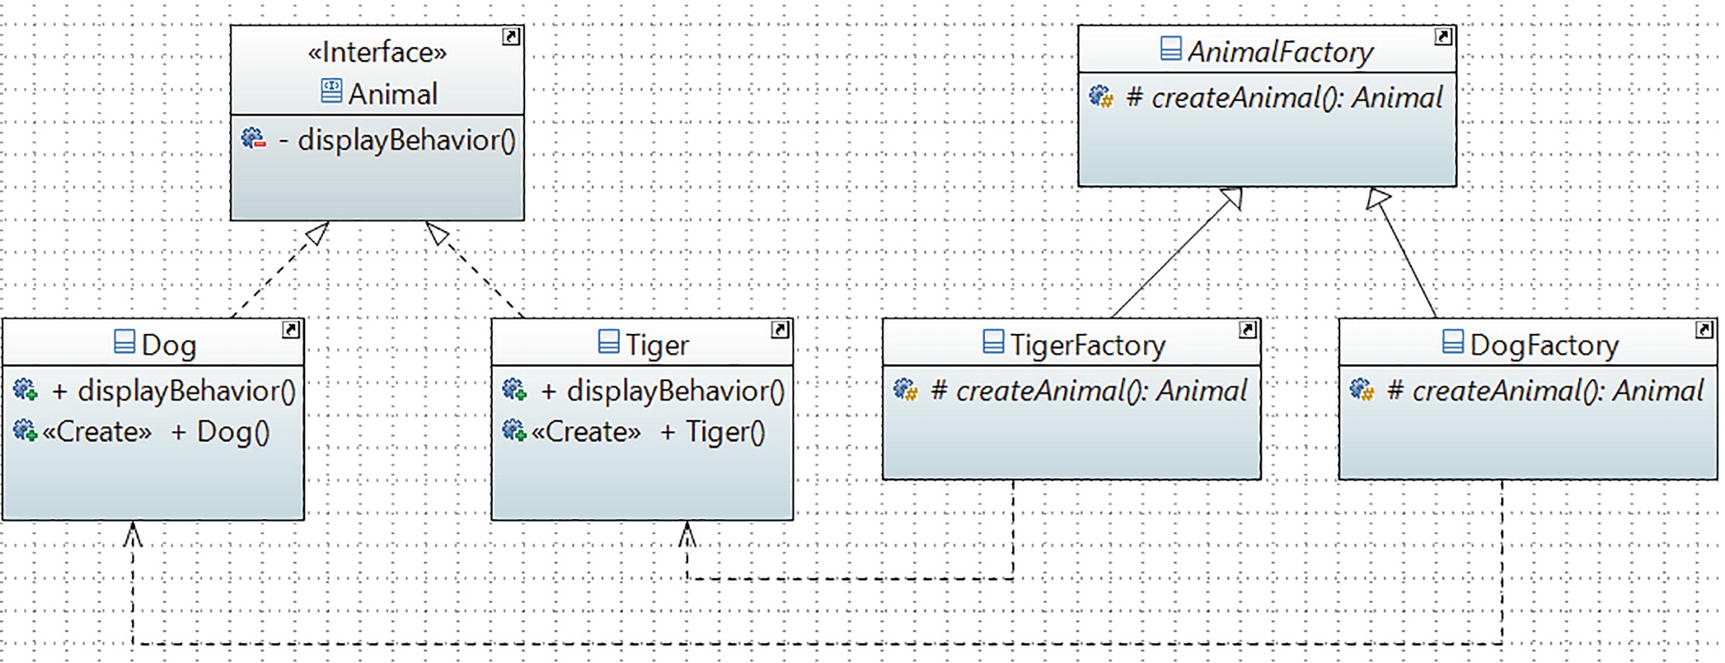 «Interface»
Animal
- displayBehavior()
AnimalFactory
# createAnimal(): Animal
Dog
+ displayBehavior()
«Create» + Dog()
Tiger
+ displayBehavior()
«Create» + Tiger()
TigerFactory
# createAnimal(): Animal
DogFactory
# createAnimal(): Animal